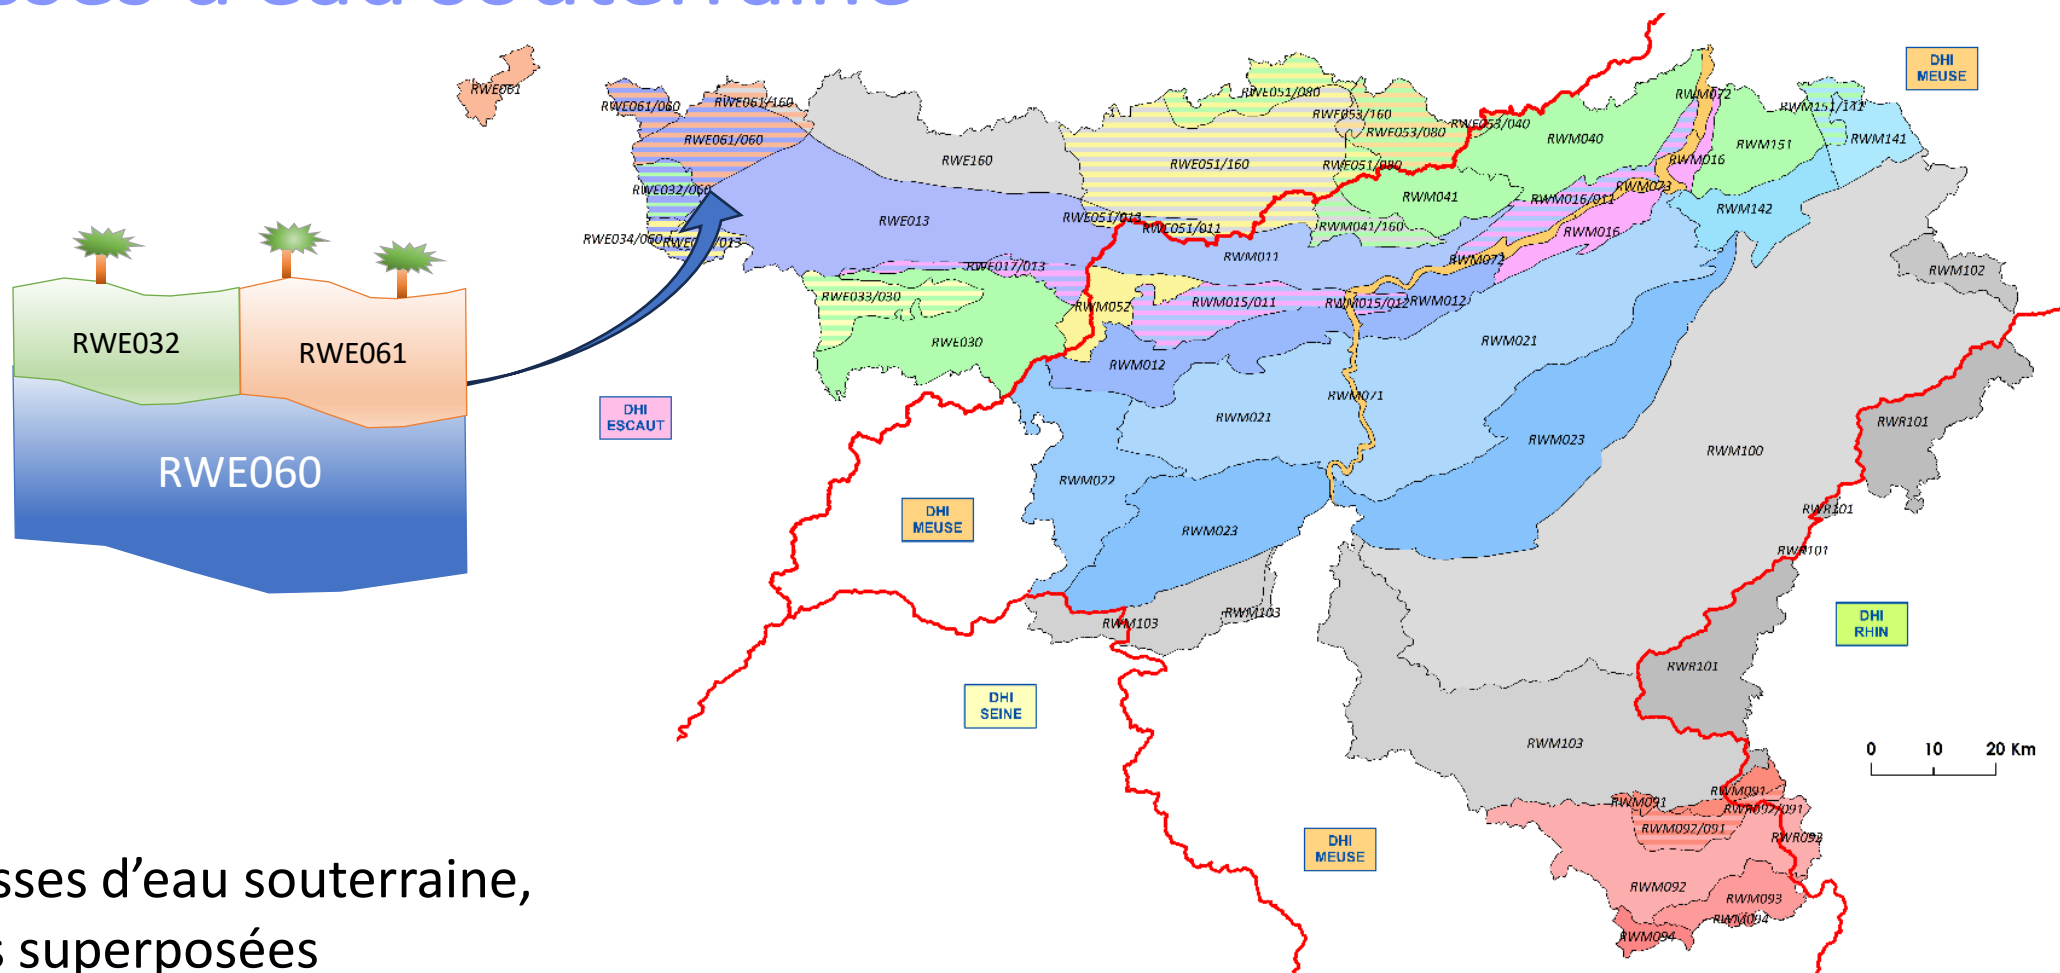 d'eau souterraine
RWE061
RWE061/060
RWE061/160
RWE061/060
RWE032/060
RWE160
RWE013
RWE051/080
RWE053/160
RWE053/080
RWE053/040
RWE051/160
RWE051/080
RWE051/013
RWE051/011
RWE034/060
RWE017/013
RWE033/030
RWE030
RWM040
RWM041
RWM041/160
RWM072
RWM016
RWM073
RWM151
RWM151/141
RWM141
RWM142
RWM016/011
RWM016
RWM011
RWM072
RWM052
RWM015/011
RWM015/012
RWM012
RWM012
RWM021
RWM021
RWM071
RWM022
RWM023
RWM023
RWM100
RWM102
RWR101
RWR101
RWR101
RWR101
RWM103
RWM103
RWM103
RWM091
RWM091
RWR092/091
RWM092/091
RWR092
RWM092
RWM093
RWM094
RWM094
DHI
MEUSE
DHI
ESCAUT
DHI
MEUSE
DHI
SEINE
DHI
RHIN
DHI
MEUSE
0 10 20 Km
RWE032
RWE061
RWE060
d'eau souterraine,
superposées